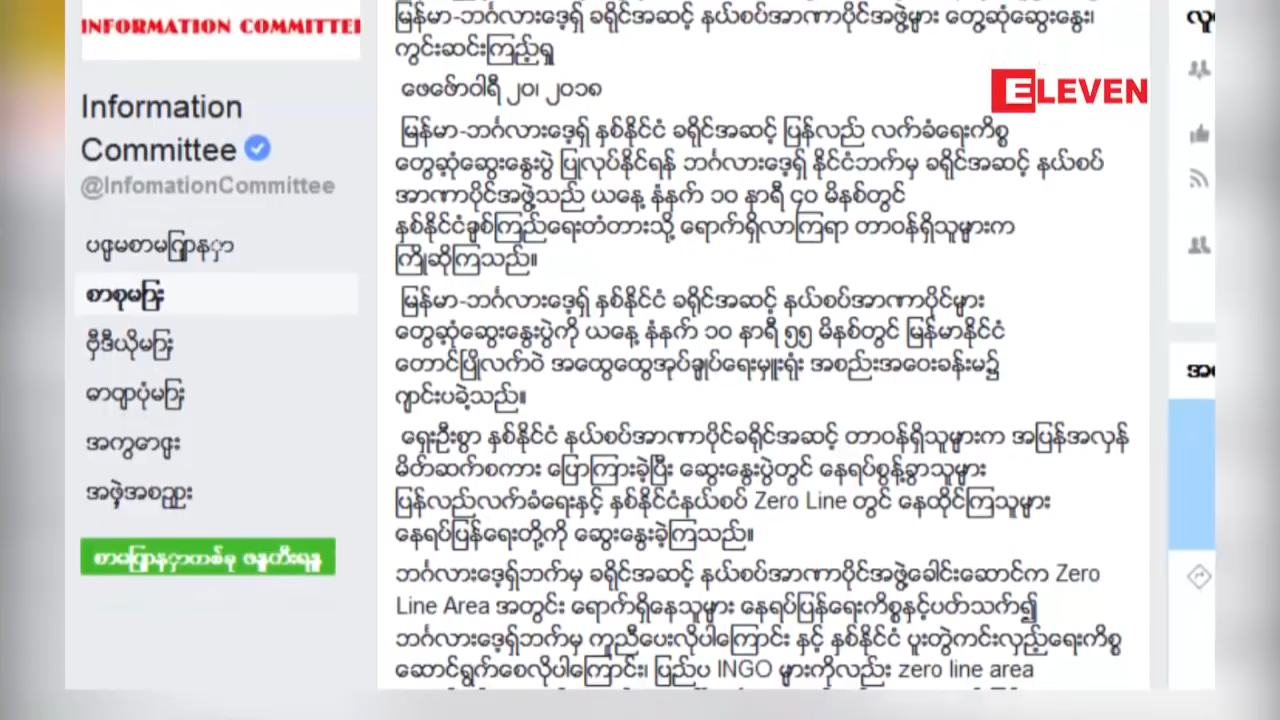 INFORMATION COMMITTEE
Information
Committee
@InfomationCommittee
ပင်မစာမျက်နှာ
စာစုများ
ဗီဒီယိုများ
ဓာတ်ပုံများ
အကြောင်း
အဖွဲ့အစည်း
စာမျက်နှာတစ်ခု ဖန်တီးရန်
မြန်မာ-ဘင်္ဂလားဒေ့ရှ် ခရိုင်အဆင့် နယ်စပ်အာဏာပိုင်အဖွဲ့များ တွေ့ဆုံဆွေးနွေး၊
ကွင်းဆင်းကြည့်ရှု
ဖေဖော်ဝါရီ ၂၀၊ ၂၀၁၈
မြန်မာ-ဘင်္ဂလားဒေ့ရှ် နှစ်နိုင်ငံ ခရိုင်အဆင့် ပြန်လည် လက်ခံရေးကိစ္စ
တွေ့ဆုံဆွေးနွေးပွဲ ပြုလုပ်နိုင်ရန် ဘင်္ဂလားဒေ့ရှ် နိုင်ငံဘက်မှ ခရိုင်အဆင့် နယ်စပ်
အာဏာပိုင်အဖွဲ့သည် ယနေ့ နံနက် ၁၀ နာရီ ၄၀ မိနစ်တွင်
နှစ်နိုင်ငံချစ်ကြည်ရေးတံတားသို့ ရောက်ရှိလာကြရာ တာဝန်ရှိသူများက
ကြိုဆိုကြသည်။
မြန်မာ-ဘင်္ဂလားဒေ့ရှ် နှစ်နိုင်ငံ ခရိုင်အဆင့် နယ်စပ်အာဏာပိုင်များ
တွေ့ဆုံဆွေးနွေးပွဲကို ယနေ့ နံနက် ၁၀ နာရီ ၅၅ မိနစ်တွင် မြန်မာနိုင်ငံ
တောင်ပြိုလက်ဝဲ အထွေထွေအုပ်ချုပ်ရေးမှူးရုံး အစည်းအဝေးခန်းမ၌
ကျင်းပခဲ့သည်။
ရှေးဦးစွာ နှစ်နိုင်ငံ နယ်စပ်အာဏာပိုင်ခရိုင်အဆင့် တာဝန်ရှိသူများက အပြန်အလှန်
မိတ်ဆက်စကား ပြောကြားခဲ့ပြီး ဆွေးနွေးပွဲတွင် နေရပ်စွန့်ခွာသူများ
ပြန်လည်လက်ခံရေးနှင့် နှစ်နိုင်ငံနယ်စပ် Zero Line တွင် နေထိုင်ကြသူများ
နေရပ်ပြန်ရေးတို့ကို ဆွေးနွေးခဲ့ကြသည်။
ဘင်္ဂလားဒေ့ရှ်ဘက်မှ ခရိုင်အဆင့် နယ်စပ်အာဏာပိုင်အဖွဲ့ခေါင်းဆောင်က Zero
Line Area အတွင်း ရောက်ရှိနေသူများ နေရပ်ပြန်ရေးကိစ္စနှင့်ပတ်သက်၍
ဘင်္ဂလားဒေ့ရှ်ဘက်မှ ကူညီပေးလိုပါကြောင်း နှင့် နှစ်နိုင်ငံ ပူးတွဲကင်းလှည့်ရေးကိစ္စ
ဆောင်ရွက်စေလိုပါကြောင်း၊ ပြည်ပ INGO များကိုလည်း zero line area
ELEVEN